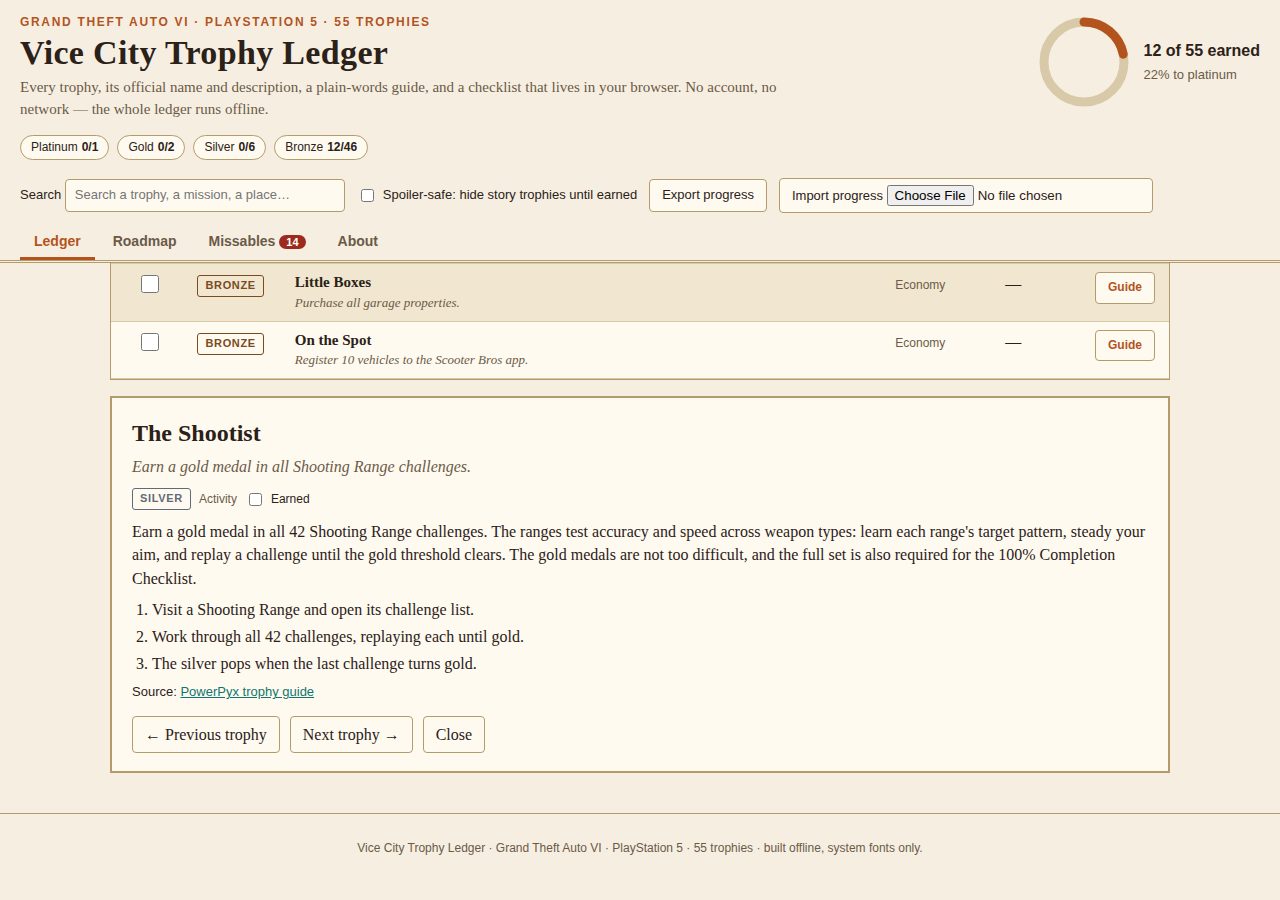 GRAND THEFT AUTO VI · PLAYSTATION 5 · 55 TROPHIES
Vice City Trophy Ledger
Every trophy, its official name and description, a plain-words guide, and a checklist that lives in your browser. No account, no
network — the whole ledger runs offline.
12 of 55 earned
22% to platinum
Platinum 0/1 Gold 0/2 Silver 0/6 Bronze 12/46
Search Search a trophy, a mission, a place… Spoiler-safe: hide story trophies until earned Export progress Import progress Choose File No file chosen
Ledger Roadmap Missables 14 About
BRONZE Little Boxes Economy — Guide
Purchase all garage properties.
BRONZE On the Spot Economy — Guide
Register 10 vehicles to the Scooter Bros app.
The Shootist
Earn a gold medal in all Shooting Range challenges.
SILVER Activity Earned
Earn a gold medal in all 42 Shooting Range challenges. The ranges test accuracy and speed across weapon types: learn each range's target pattern, steady your
aim, and replay a challenge until the gold threshold clears. The gold medals are not too difficult, and the full set is also required for the 100% Completion
Checklist.
1. Visit a Shooting Range and open its challenge list.
2. Work through all 42 challenges, replaying each until gold.
3. The silver pops when the last challenge turns gold.
Source: PowerPyx trophy guide
← Previous trophy Next trophy → Close
Vice City Trophy Ledger · Grand Theft Auto VI · PlayStation 5 · 55 trophies · built offline, system fonts only.